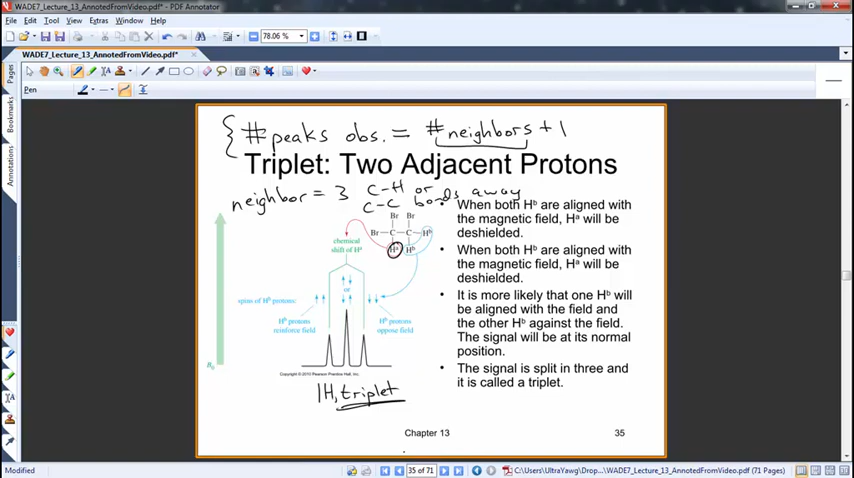 WADE7_Lecture_13_AnnotatedFromVideo.pdf* - PDF Annotator
File Edit View Tool Extras Window Help
78.06 %
WADE7_Lecture_13_AnnotatedFromVideo.pdf*
Pen
Pages
Bookmarks
Annotations
#peaks obs. = #neighbors + 1
Triplet: Two Adjacent Protons
neighbor = 3 C-H or
C-C bonds away
• When both Hb are aligned with
the magnetic field, Ha will be
deshielded.
• When both Hb are aligned with
the magnetic field, Ha will be
deshielded.
• It is more likely that one Hb will
be aligned with the field and
the other Hb against the field.
The signal will be at its normal
position.
• The signal is split in three and
it is called a triplet.
Br Br
Br—C—C—Hb
Ha Hb
chemical
shift of Ha
or
spins of Hb protons:
Hb protons
reinforce field
Hb protons
oppose field
B0
Copyright © 2010 Pearson Prentice Hall, Inc.
1H, triplet
Chapter 13
35
Modified
35 of 71
C:\Users\UltraYawg\Drop...\WADE7_Lecture_13_AnnotatedFromVideo.pdf (71 Pages)